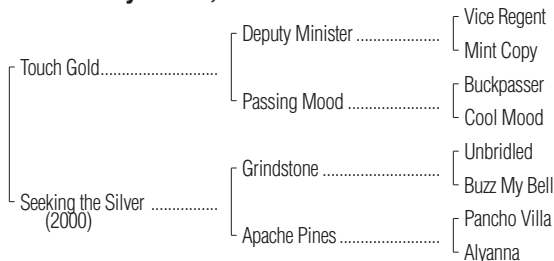 Vice Regent
Deputy Minister ....................
Mint Copy
Touch Gold............................
Buckpasser
Passing Mood ......................
Cool Mood
Unbridled
Grindstone ...........................
Buzz My Bell
Seeking the Silver ................
(2000)
Pancho Villa
Apache Pines ........................
Alyanna